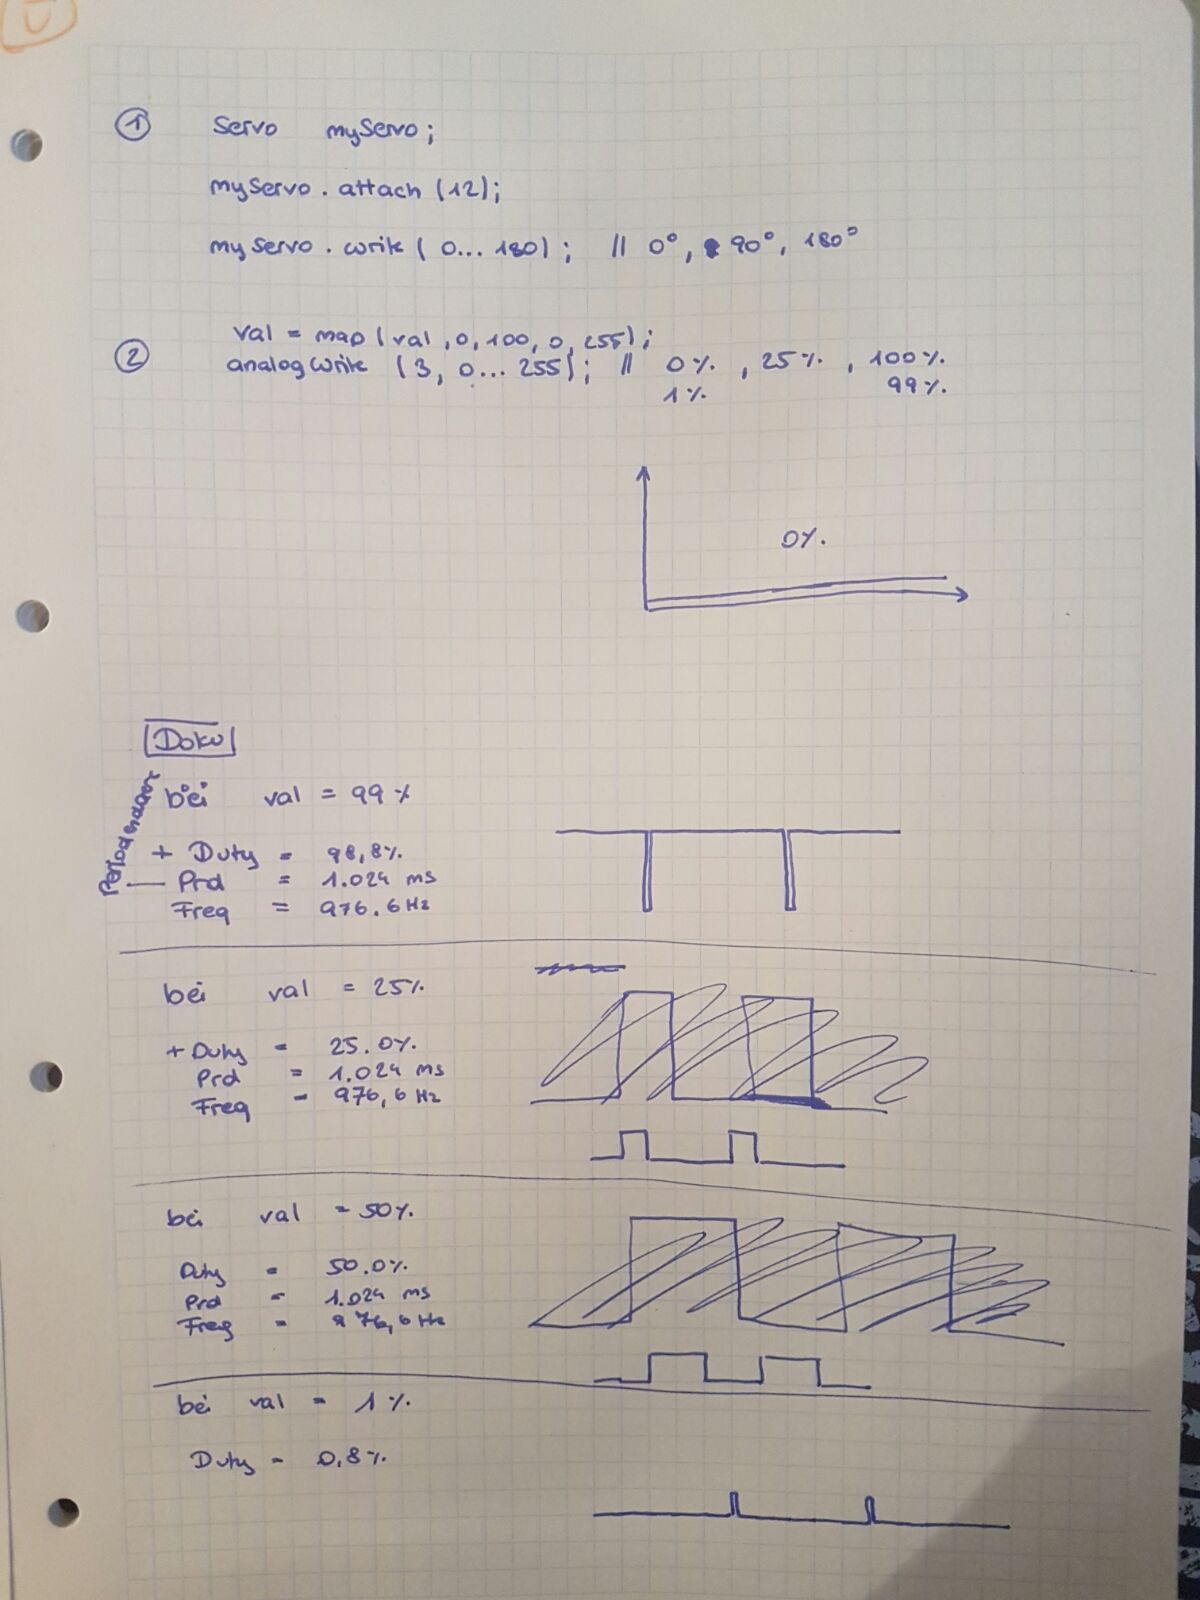 ① Servo myServo;
myServo.attach (12);
myServo.write ( 0... 180) ; // 0°, 90°, 180°
val = map ( val , 0, 100, 0, 255) ;
② analogWrite (3, 0... 255) ; // 0% , 25% , 100%
1% 99%
0%.
Doku
bei val = 99%
Periodendauer
+ Duty = 98,8%
Prd = 1.024 ms
Freq = 976.6 Hz
bei val = 25%
+ Duty = 25.0%
Prd = 1.024 ms
Freq = 976,6 Hz
bei val = 50%
Duty = 50.0%
Prd = 1.024 ms
Freq = 976,6 Hz
bei val = 1%
Duty = 0,8%